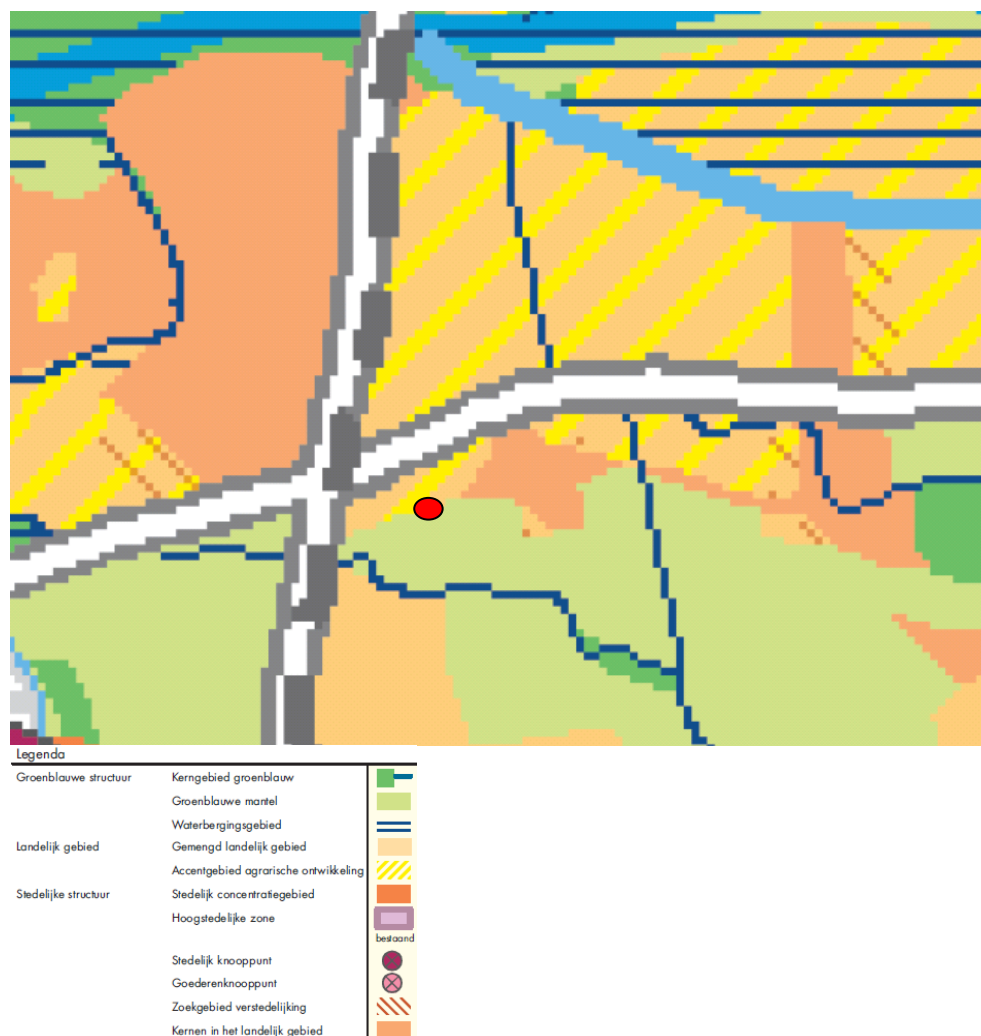 Legenda
Groenblauwe structuur Kerngebied groenblauw
Groenblauwe mantel
Waterbergingsgebied
Landelijk gebied Gemengd landelijk gebied
Accentgebied agrarische ontwikkeling
Stedelijke structuur Stedelijk concentratiegebied
Hoogstedelijke zone
bestaand
Stedelijk knooppunt
Goederenknooppunt
Zoekgebied verstedelijking
Kernen in het landelijk gebied